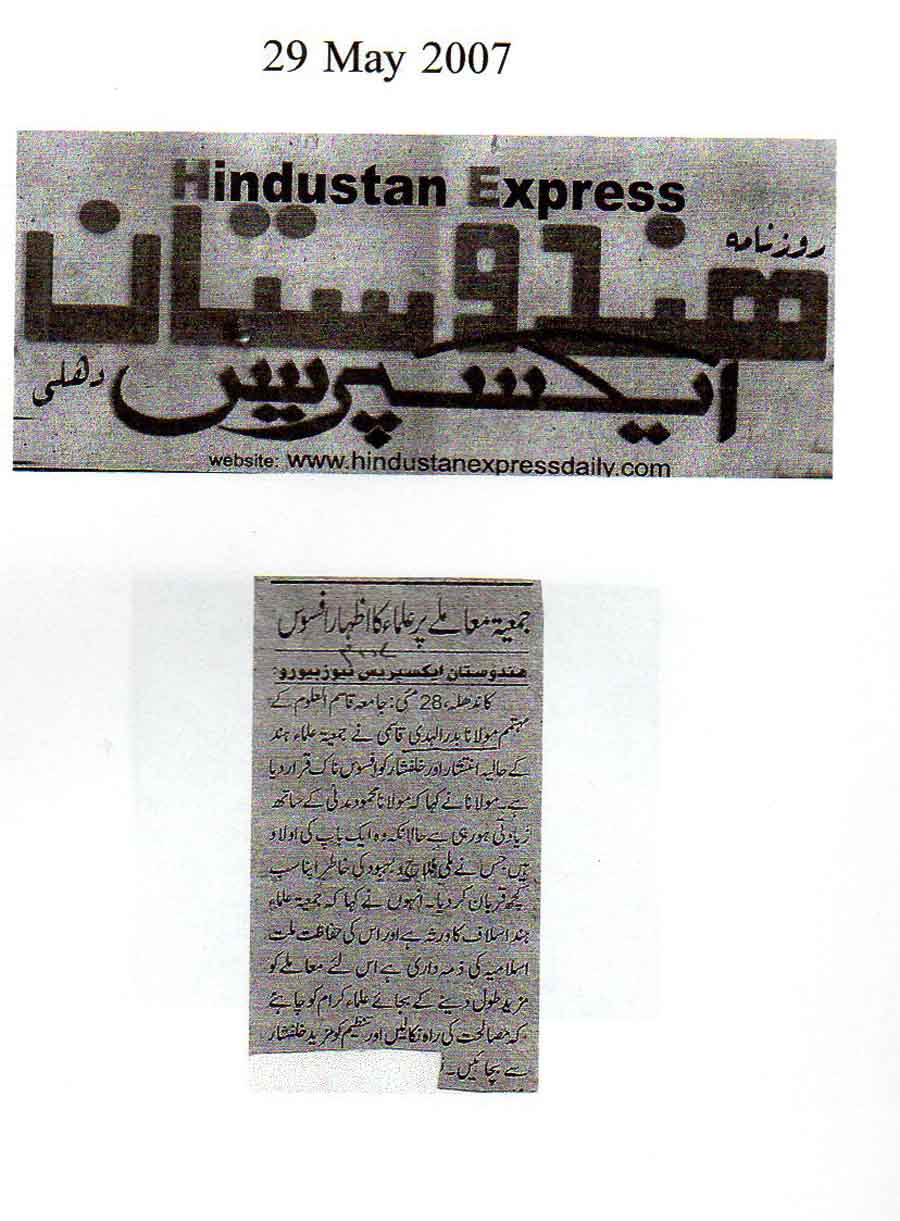 29 May 2007
Hindustan Express
روزنامہ
ہندوستان
ایکسپریس
دہلی
website: www.hindustanexpressdaily.com
جمعیۃ معاملے پر علماء کا اظہار افسوس
ہندوستان ایکسپریس نیوز بیورو:
کاندھلہ، 28 مئی: جامعہ قاسم العلوم کے
مہتمم مولانا بدرالہدی قاسمی نے جمعیۃ علماء ہند
کے حالیہ انتشار اور خلفشار کو افسوس ناک قرار دیا
ہے۔ مولانا نے کہا کہ مولانا محمود مدنی کے ساتھ
زیادتی ہورہی ہے حالانکہ وہ ایک باپ کی اولاد
ہیں جس نے ملی فلاح و بہبود کی خاطر اپنا سب
کچھ قربان کر دیا۔ انہوں نے کہا کہ جمعیۃ علماء
ہند اسلاف کا ورثہ ہے اور اس کی حفاظت ملت
اسلامیہ کی ذمہ داری ہے اس لئے معاملے کو
مزید طول دینے کے بجائے علماء کرام کو چاہئے
کہ مصالحت کی راہ نکالیں اور تنظیم کو مزید خلفشار
سے بچائیں۔